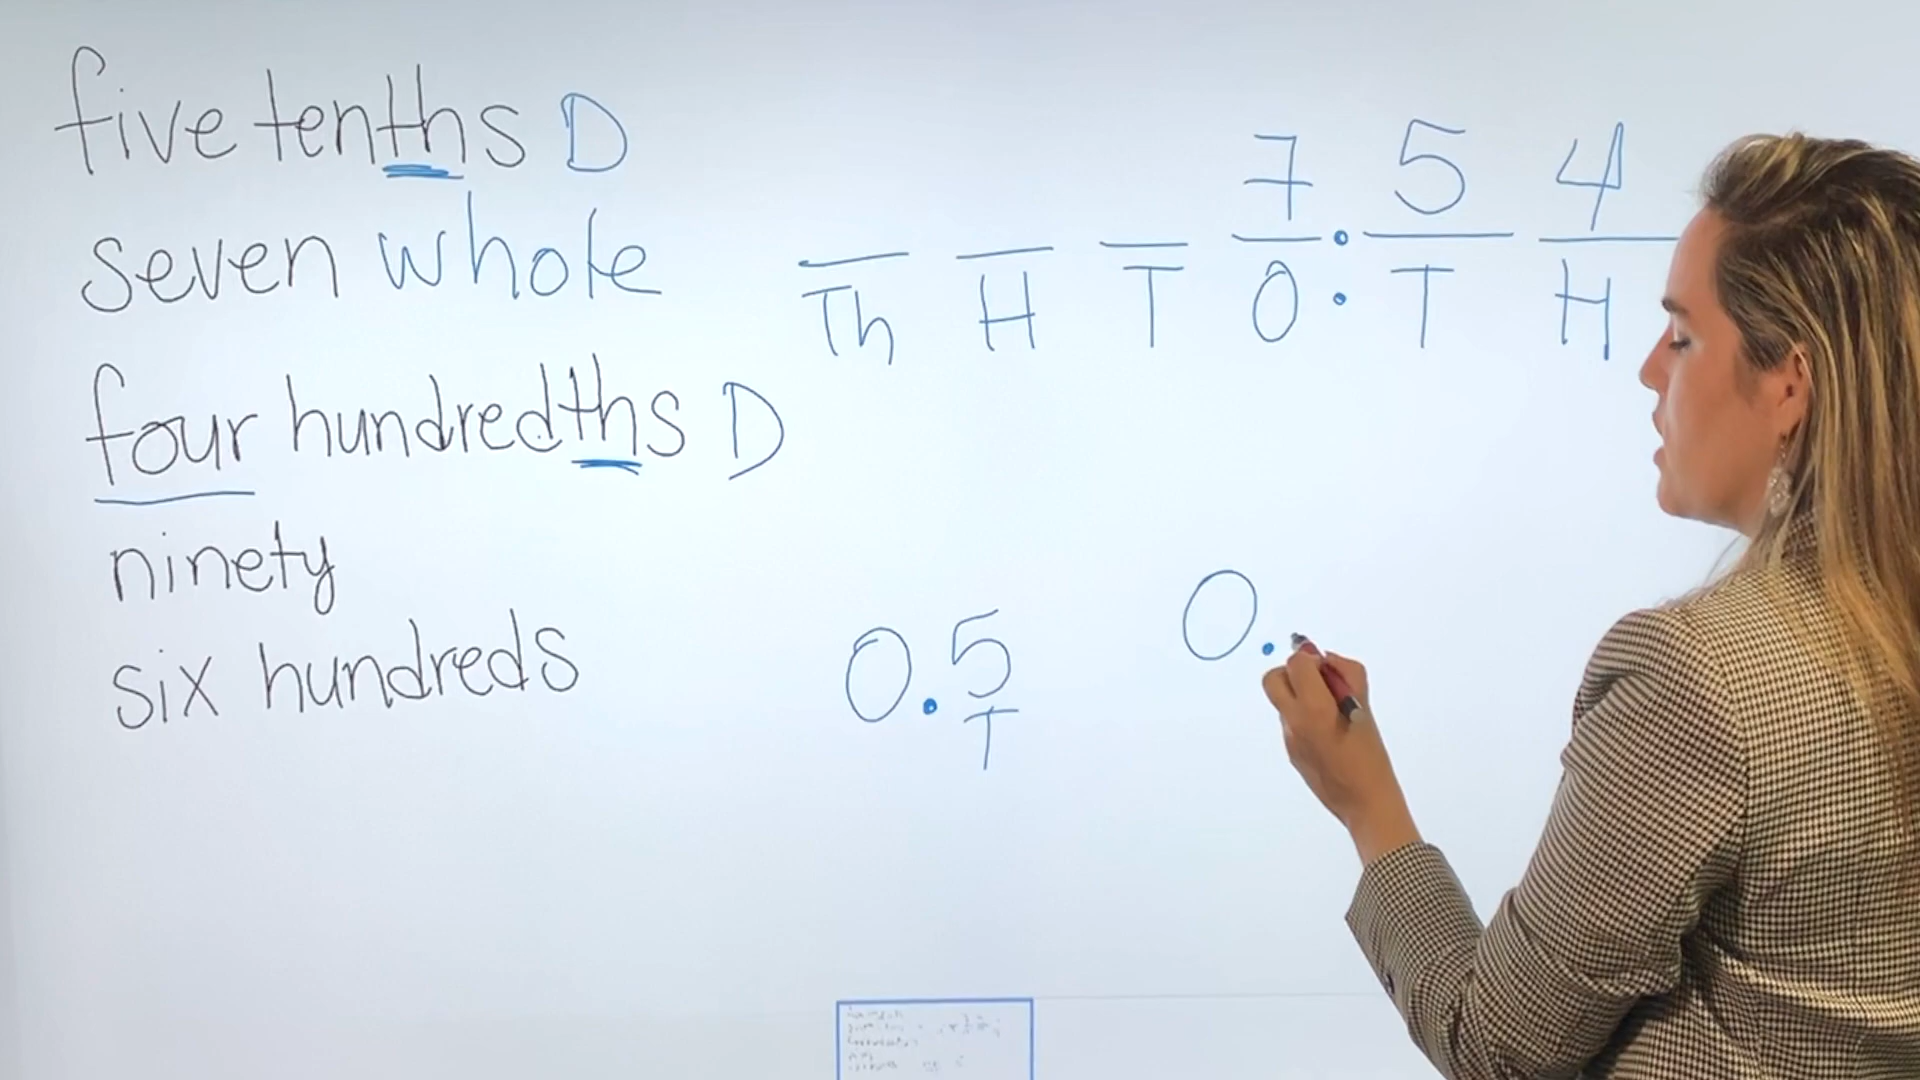 five tenths D
seven whole
four hundredths D
ninety
six hundreds
7 . 5 4
Th H T O . T H
0.5
T
0.